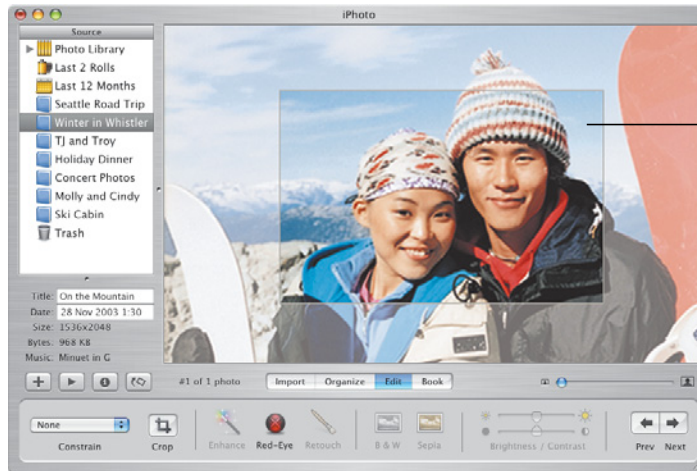 iPhoto
Source
Photo Library
Last 2 Rolls
Last 12 Months
Seattle Road Trip
Winter in Whistler
TJ and Troy
Holiday Dinner
Concert Photos
Molly and Cindy
Ski Cabin
Trash
Title: On the Mountain
Date: 28 Nov 2003 1:30
Size: 1536x2048
Bytes: 968 KB
Music: Minuet in G
#1 of 1 photo
Import Organize Edit Book
None
Constrain Crop Enhance Red-Eye Retouch B & W Sepia Brightness / Contrast Prev Next